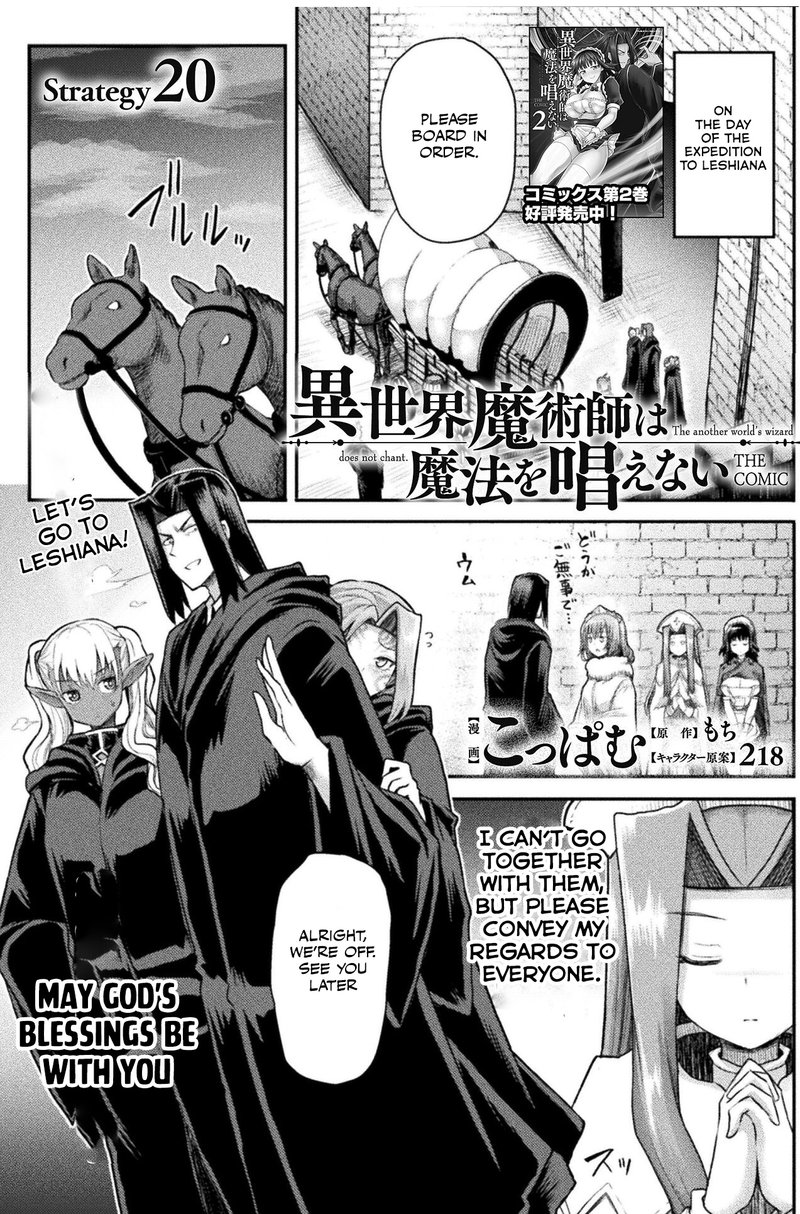 ON
THE DAY
OF THE
EXPEDITION
TO LESHIANA
異世界魔術師は
魔法を唱えない
THE COMIC
2
コミックス第2巻
好評発売中！
PLEASE
BOARD IN
ORDER.
Strategy 20
ブルルッ
異世界魔術師は
The another world's wizard
does not chant.
魔法を唱えない
THE
COMIC
どうか
ご無事で…
ウム
【漫画】こっぱむ
【原作】もち
【キャラクター原案】218
LET'S
GO TO
LESHIANA!
ALRIGHT,
WE'RE OFF.
SEE YOU
LATER
I CAN'T GO
TOGETHER
WITH THEM,
BUT PLEASE
CONVEY MY
REGARDS TO
EVERYONE.
MAY GOD'S
BLESSINGS BE
WITH YOU
スッ